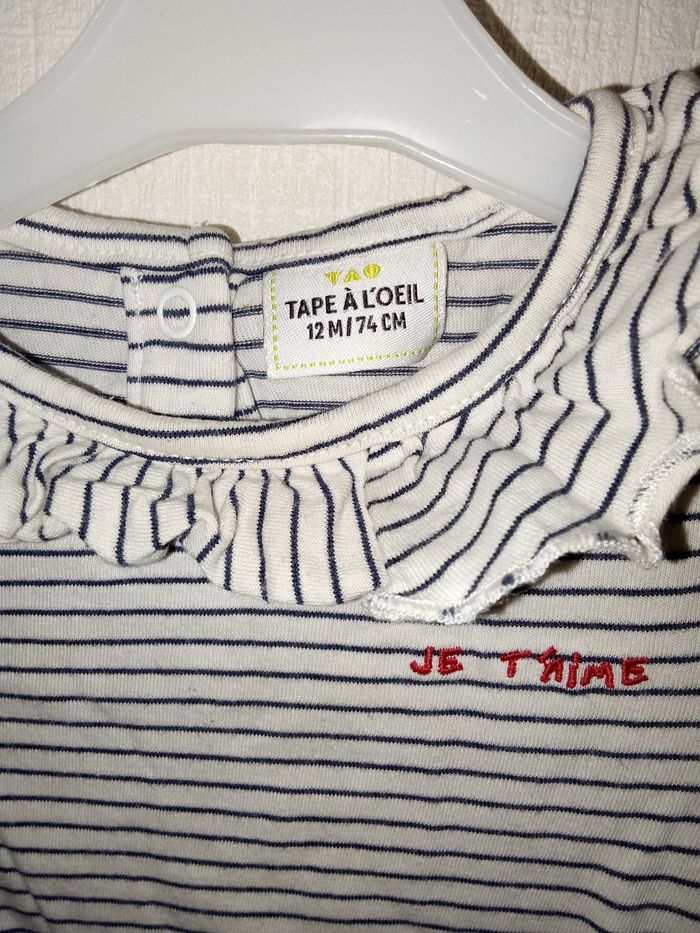 TAO
TAPE À L'OEIL
12 M/74 CM
JE T'AIME